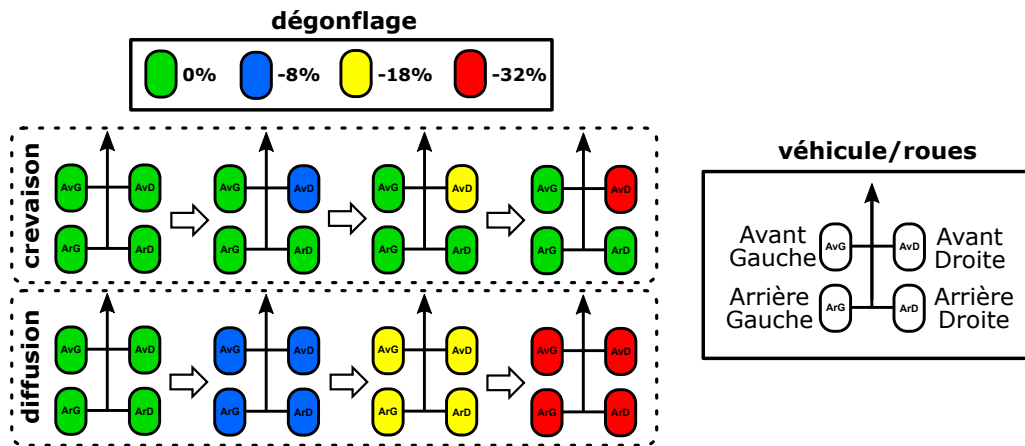 dégonflage
0% -8% -18% -32%
crevaison
AvG AvD AvG AvD AvG AvD AvG AvD
ArG ArD ArG ArD ArG ArD ArG ArD
diffusion
AvG AvD AvG AvD AvG AvD AvG AvD
ArG ArD ArG ArD ArG ArD ArG ArD
véhicule/roues
Avant AvG AvD Avant
Gauche Droite
Arrière ArG ArD Arrière
Gauche Droite